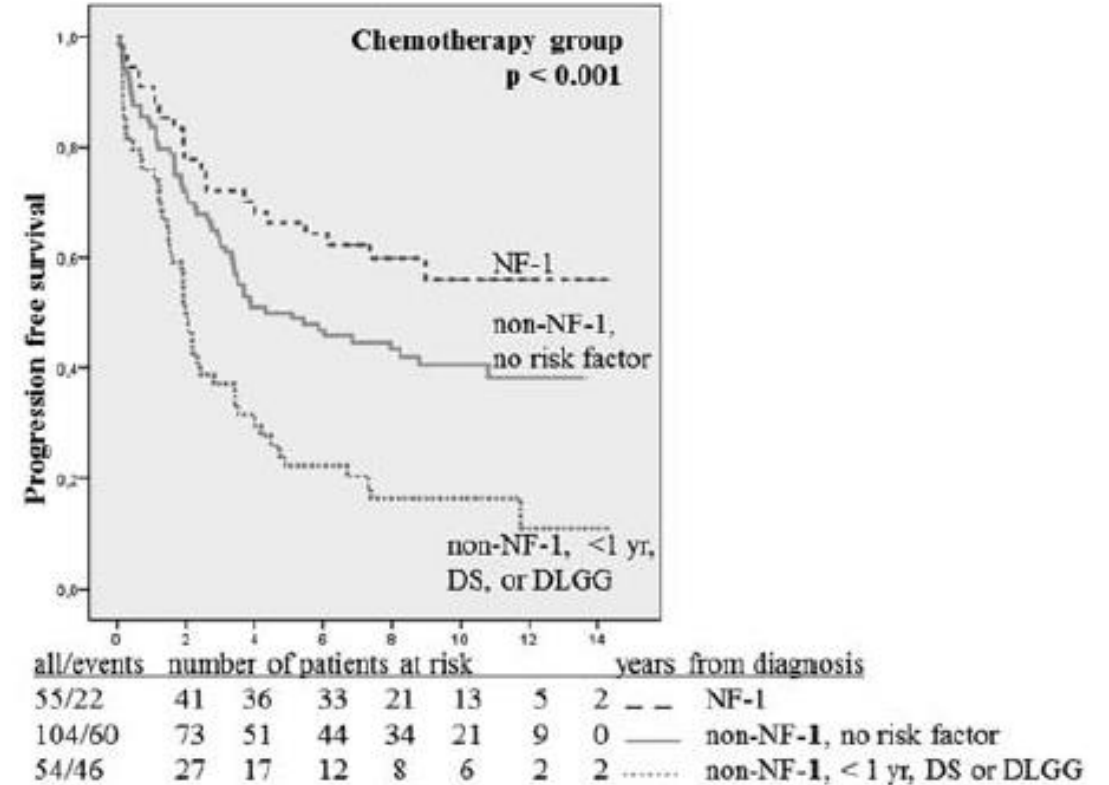 Chemotherapy group
p < 0.001
Progression free survival
1,0
0,8
0,6
0,4
0,2
0,0
NF-1
non-NF-1,
no risk factor
non-NF-1, <1 yr,
DS, or DLGG
0 2 4 6 8 10 12 14
all/events number of patients at risk years from diagnosis
55/22 41 36 33 21 13 5 2 NF-1
104/60 73 51 44 34 21 9 0 non-NF-1, no risk factor
54/46 27 17 12 8 6 2 2 non-NF-1, < 1 yr, DS or DLGG